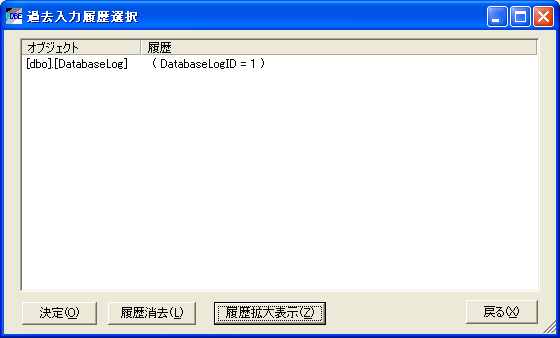 DBE 過去入力履歴選択
オブジェクト 履歴
[dbo].[DatabaseLog] ( DatabaseLogID = 1 )
決定(O) 履歴消去(L) 履歴拡大表示(Z) 戻る(X)